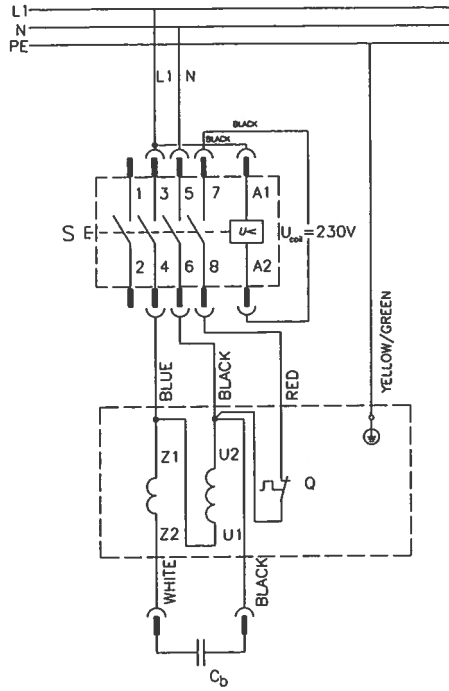 L1
N
PE
L1 N
BLACK
BLACK
1 3 5 7 A1
S E U< Ucoil=230V
2 4 6 8 A2
BLUE
BLACK
RED
YELLOW/GREEN
Z1 U2
Q
Z2 U1
WHITE
BLACK
Cb